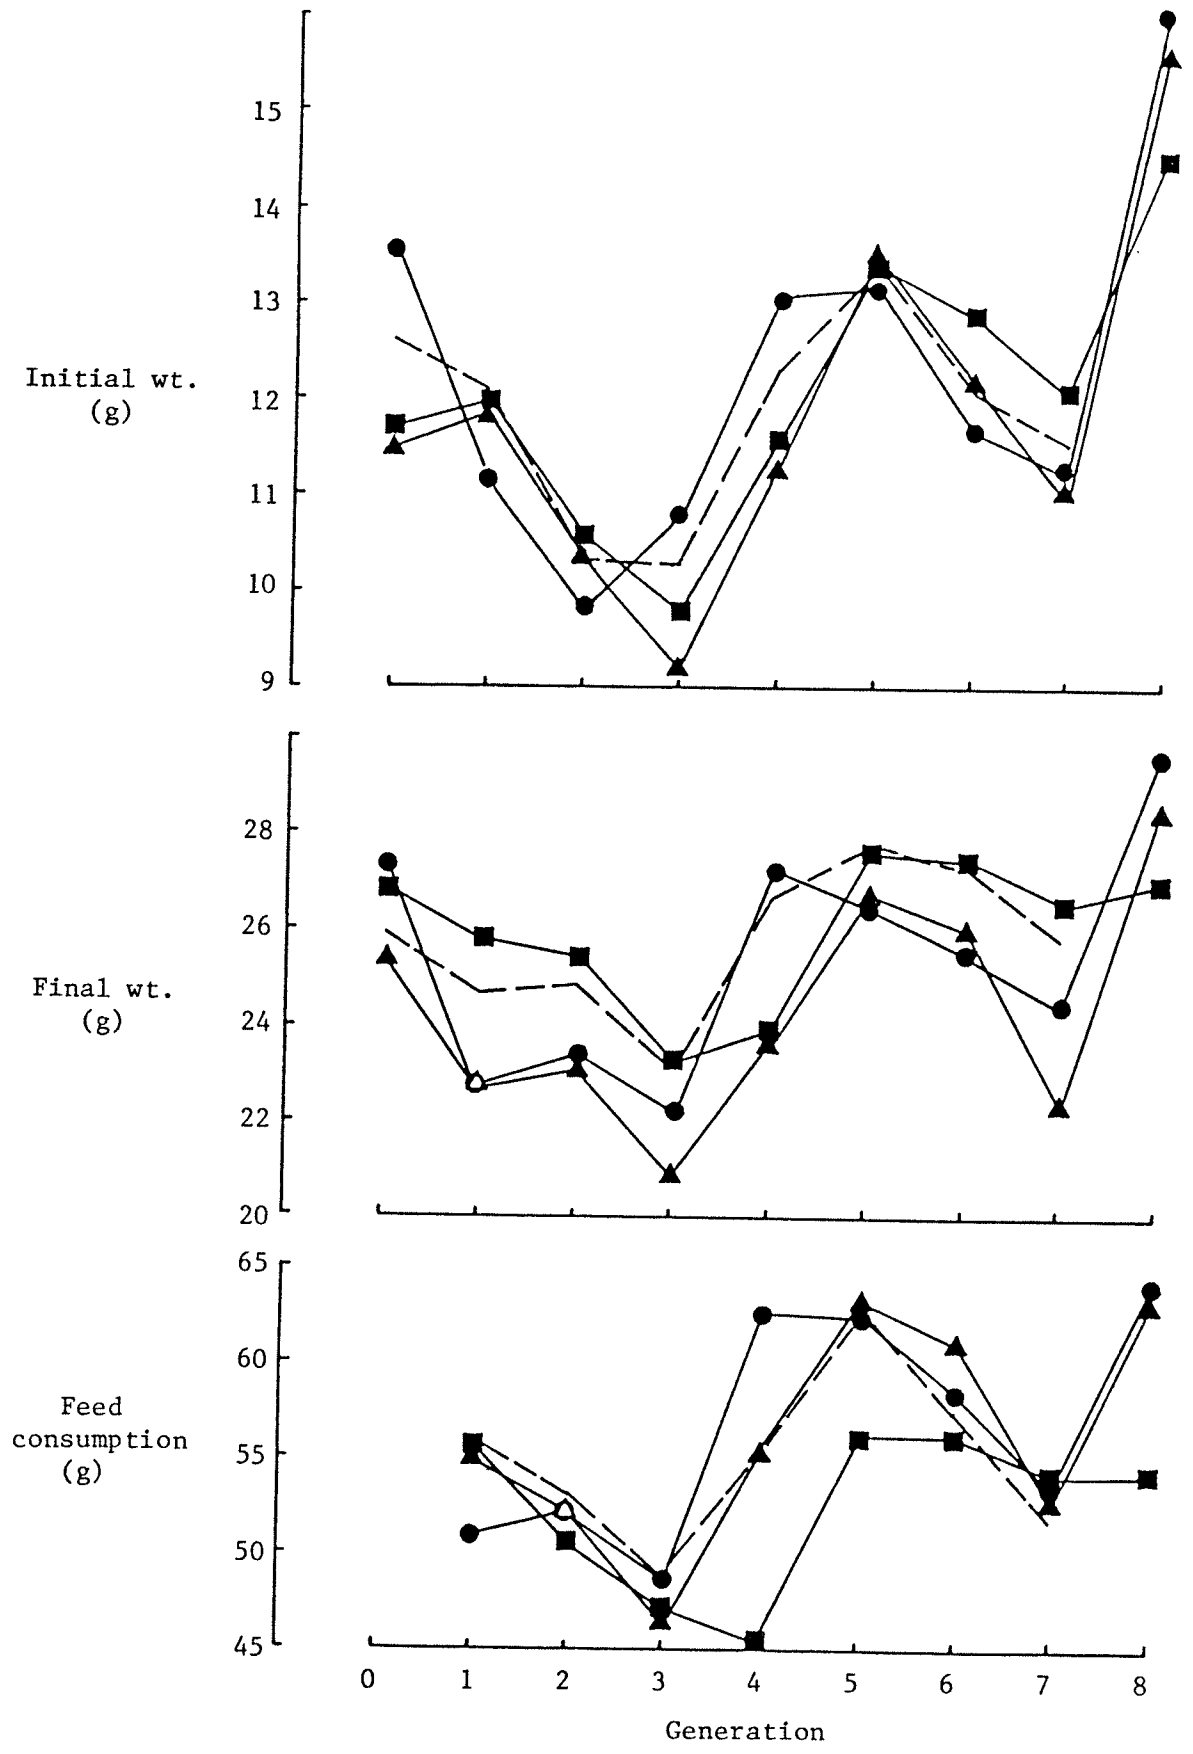 15
14
13
Initial wt.
(g)
12
11
10
9
28
26
Final wt.
(g)
24
22
20
65
60
Feed
consumption
(g)
55
50
45
0 1 2 3 4 5 6 7 8
Generation